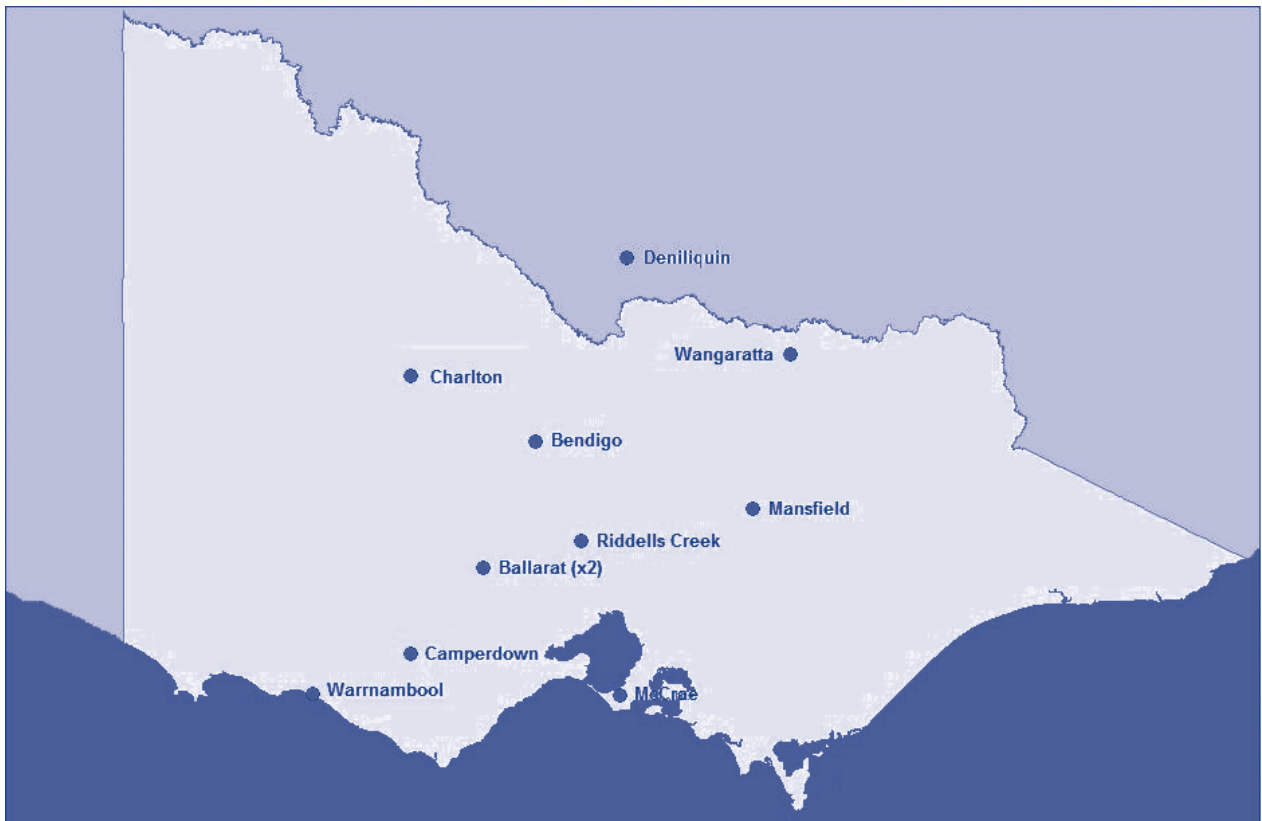 Deniliquin
Wangaratta
Charlton
Bendigo
Mansfield
Riddells Creek
Ballarat (x2)
Camperdown
Warrnambool
McCrae